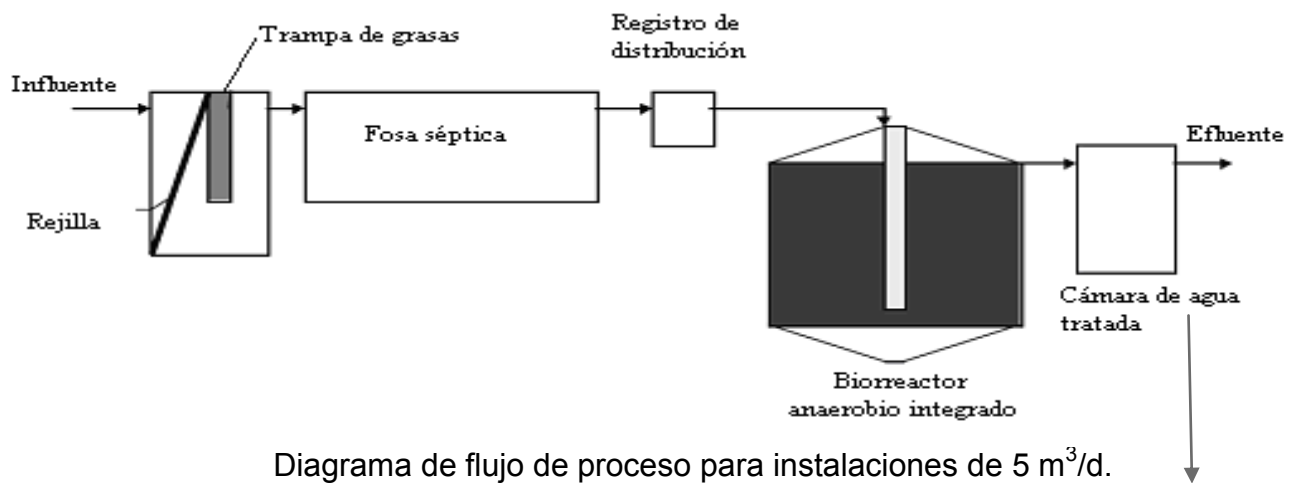 Trampa de grasas
Registro de
distribución
Influente
Fosa séptica
Efluente
Rejilla
Cámara de agua
tratada
Biorreactor
anaerobio integrado
Diagrama de flujo de proceso para instalaciones de 5 m³/d.